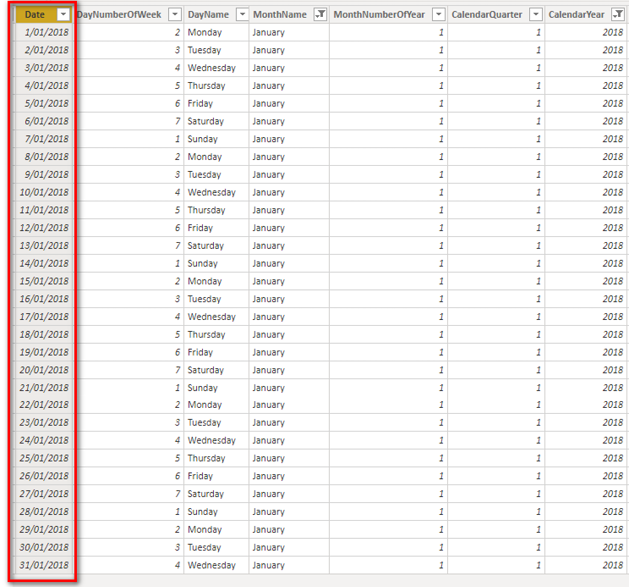 Date DayNumberOfWeek DayName MonthName MonthNumberOfYear CalendarQuarter CalendarYear
1/01/2018 2 Monday January 1 1 2018
2/01/2018 3 Tuesday January 1 1 2018
3/01/2018 4 Wednesday January 1 1 2018
4/01/2018 5 Thursday January 1 1 2018
5/01/2018 6 Friday January 1 1 2018
6/01/2018 7 Saturday January 1 1 2018
7/01/2018 1 Sunday January 1 1 2018
8/01/2018 2 Monday January 1 1 2018
9/01/2018 3 Tuesday January 1 1 2018
10/01/2018 4 Wednesday January 1 1 2018
11/01/2018 5 Thursday January 1 1 2018
12/01/2018 6 Friday January 1 1 2018
13/01/2018 7 Saturday January 1 1 2018
14/01/2018 1 Sunday January 1 1 2018
15/01/2018 2 Monday January 1 1 2018
16/01/2018 3 Tuesday January 1 1 2018
17/01/2018 4 Wednesday January 1 1 2018
18/01/2018 5 Thursday January 1 1 2018
19/01/2018 6 Friday January 1 1 2018
20/01/2018 7 Saturday January 1 1 2018
21/01/2018 1 Sunday January 1 1 2018
22/01/2018 2 Monday January 1 1 2018
23/01/2018 3 Tuesday January 1 1 2018
24/01/2018 4 Wednesday January 1 1 2018
25/01/2018 5 Thursday January 1 1 2018
26/01/2018 6 Friday January 1 1 2018
27/01/2018 7 Saturday January 1 1 2018
28/01/2018 1 Sunday January 1 1 2018
29/01/2018 2 Monday January 1 1 2018
30/01/2018 3 Tuesday January 1 1 2018
31/01/2018 4 Wednesday January 1 1 2018